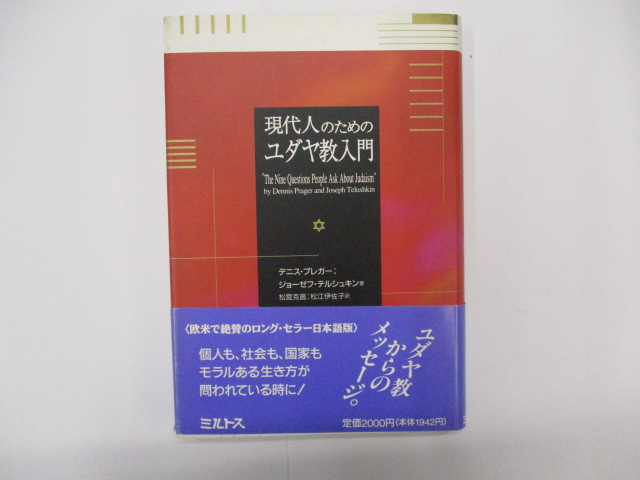 現代人のための
ユダヤ教入門
"The Nine Questions People Ask About Judaism"
by Dennis Prager and Joseph Telushkin
デニス・プレガー;
ジョーゼフ・テルシュキン著
松宮克昌;松江伊佐子訳
〈欧米で絶賛のロング・セラー日本語版〉
個人も、社会も、国家も
モラルある生き方が
問われている時に!
ユダヤ教
からの
メッセージ。
ミルトス
定価2000円(本体1942円)